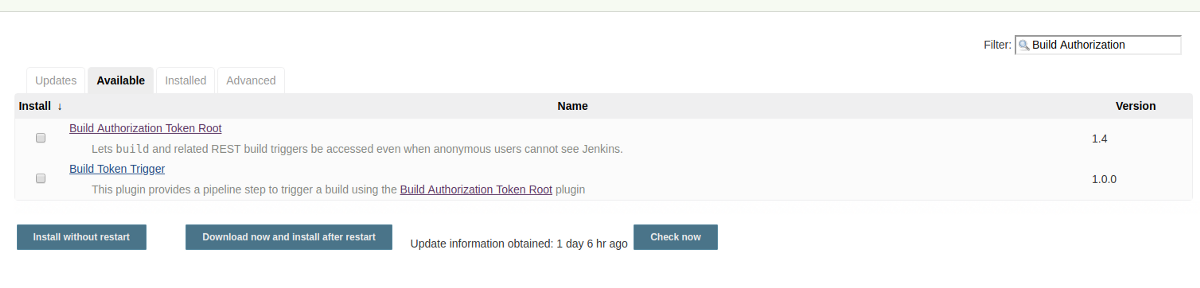 Filter: Build Authorization
Updates Available Installed Advanced
Install ↓ Name Version
Build Authorization Token Root
Lets build and related REST build triggers be accessed even when anonymous users cannot see Jenkins.
1.4
Build Token Trigger
This plugin provides a pipeline step to trigger a build using the Build Authorization Token Root plugin
1.0.0
Install without restart Download now and install after restart Update information obtained: 1 day 6 hr ago Check now